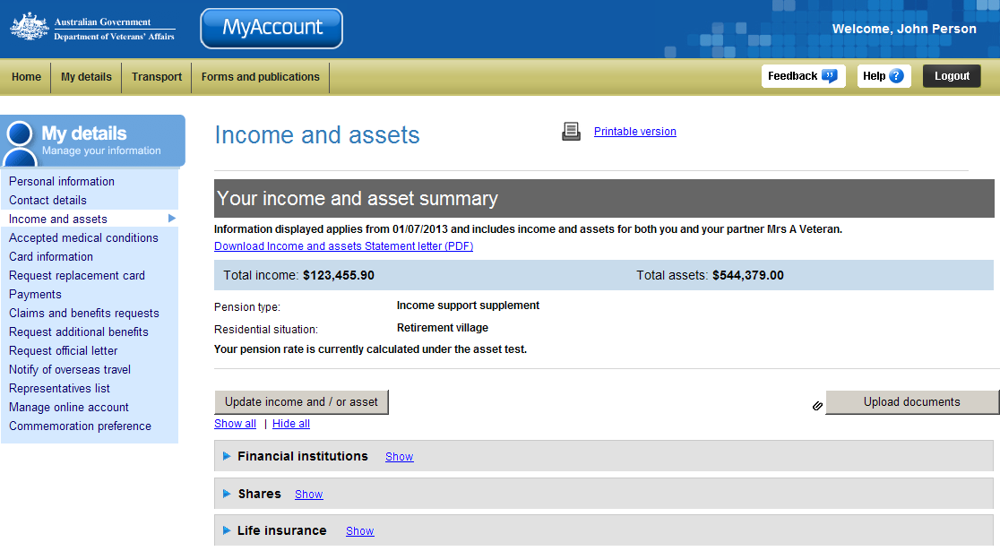 Australian Government
Department of Veterans' Affairs
MyAccount
Welcome, John Person
Home
My details
Transport
Forms and publications
Feedback
Help ?
Logout
My details
Manage your information
Personal information
Contact details
Income and assets
Accepted medical conditions
Card information
Request replacement card
Payments
Claims and benefits requests
Request additional benefits
Request official letter
Notify of overseas travel
Representatives list
Manage online account
Commemoration preference
Income and assets
Printable version
Your income and asset summary
Information displayed applies from 01/07/2013 and includes income and assets for both you and your partner Mrs A Veteran.
Download Income and assets Statement letter (PDF)
Total income: $123,455.90
Total assets: $544,379.00
Pension type: Income support supplement
Residential situation: Retirement village
Your pension rate is currently calculated under the asset test.
Update income and / or asset
Upload documents
Show all | Hide all
Financial institutions Show
Shares Show
Life insurance Show